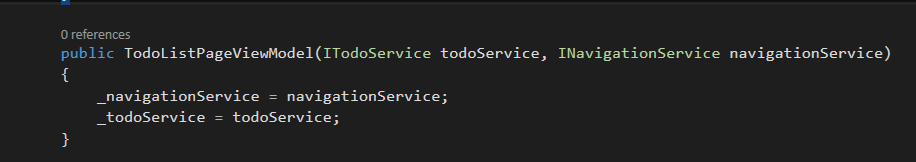 0 references
public TodoListPageViewModel(ITodoService todoService, INavigationService navigationService)
{
    _navigationService = navigationService;
    _todoService = todoService;
}